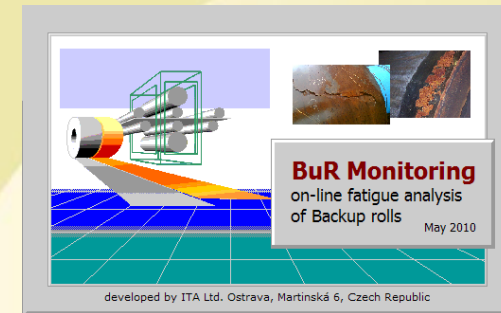 BuR Monitoring
on-line fatigue analysis
of Backup rolls
May 2010
developed by ITA Ltd. Ostrava, Martinská 6, Czech Republic